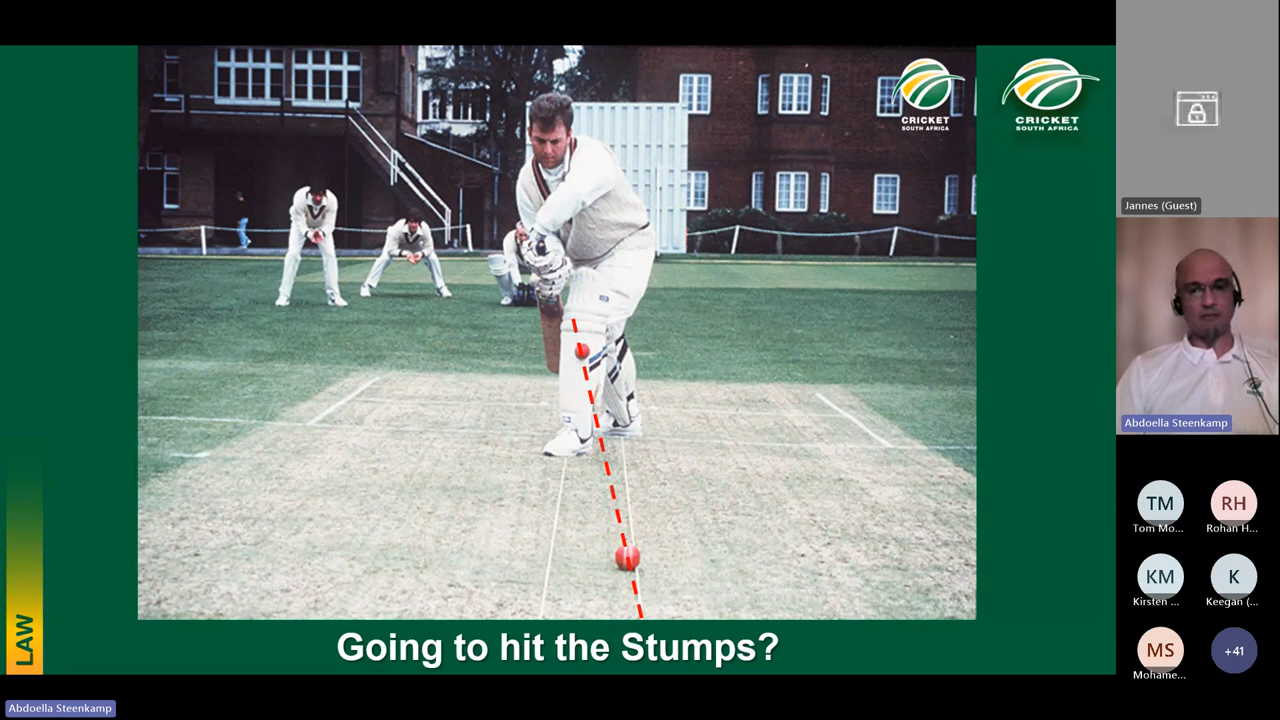 CRICKET
SOUTH AFRICA
CRICKET
SOUTH AFRICA
LAW
Going to hit the Stumps?
Abdoella Steenkamp
Jannes (Guest)
Abdoella Steenkamp
TM
Tom Mo...
RH
Rohan H...
KM
Kirsten ...
K
Keegan (...
MS
Mohame...
+41